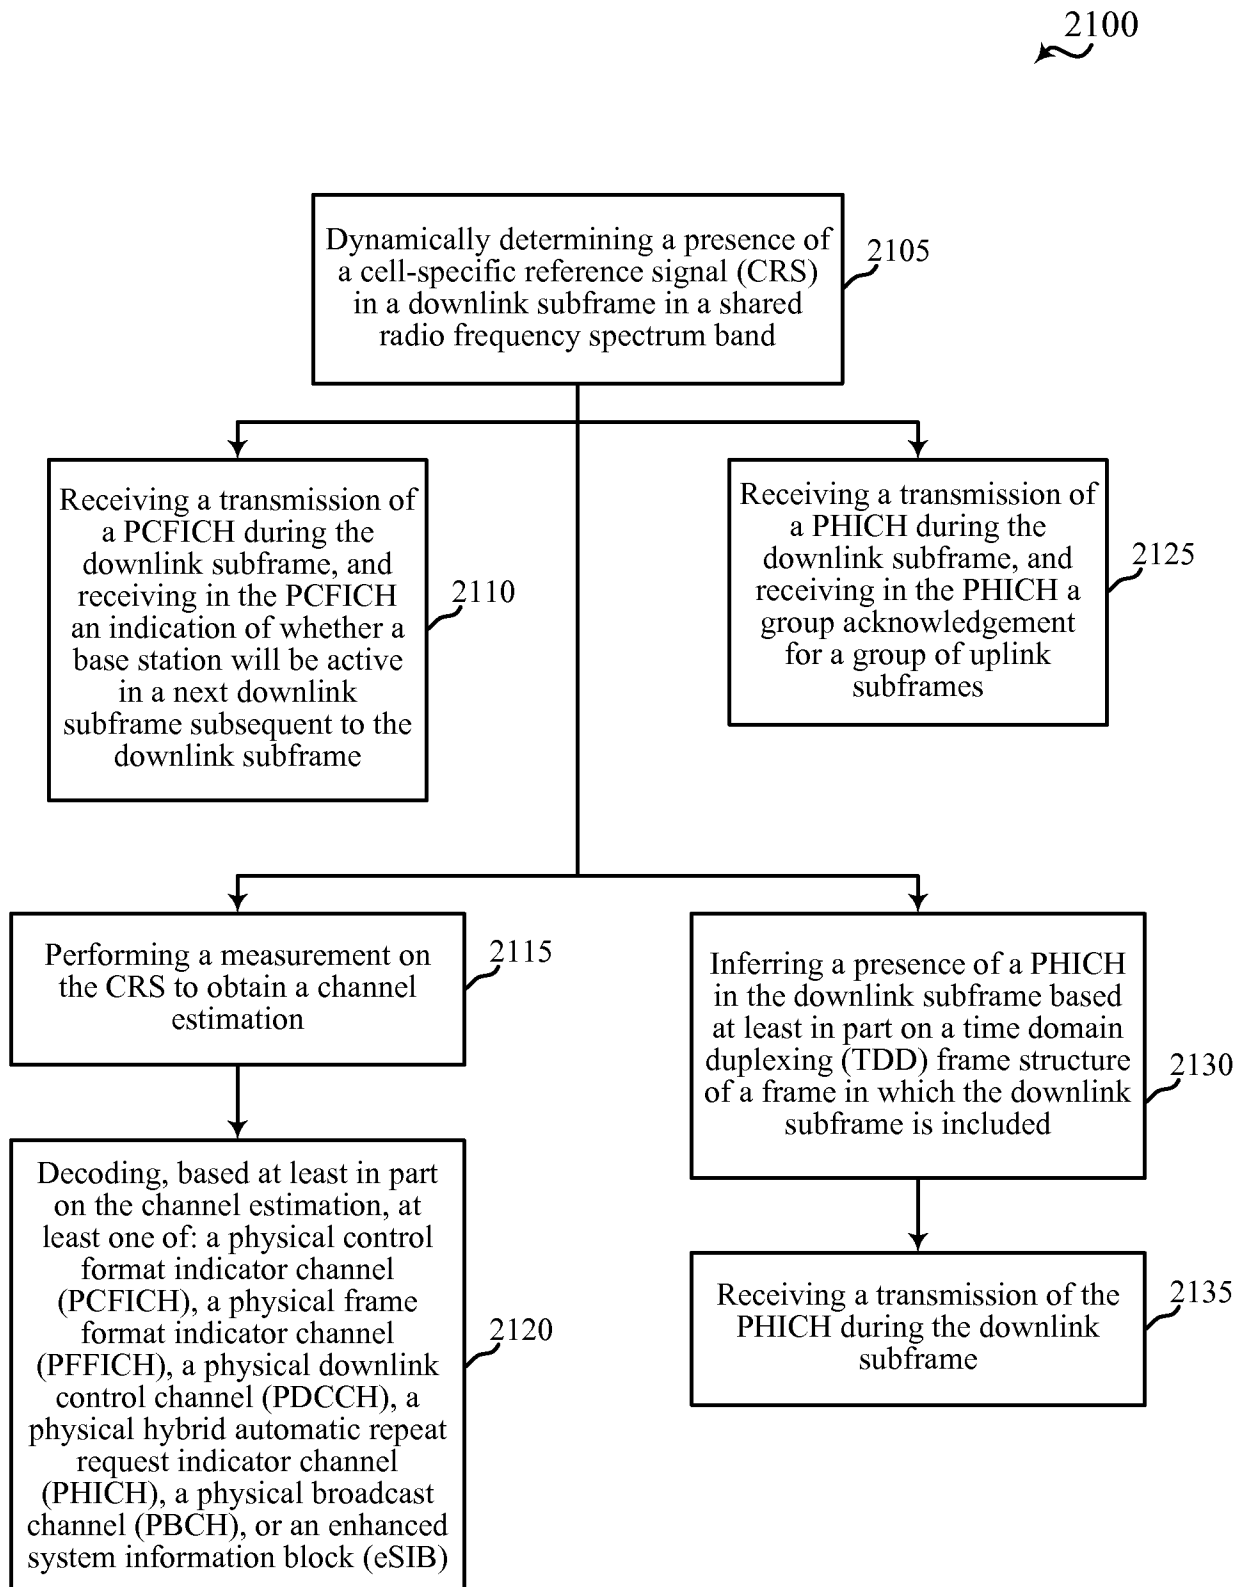 2100
Dynamically determining a presence of
a cell-specific reference signal (CRS)
in a downlink subframe in a shared
radio frequency spectrum band
2105
Receiving a transmission of
a PCFICH during the
downlink subframe, and
receiving in the PCFICH
an indication of whether a
base station will be active
in a next downlink
subframe subsequent to the
downlink subframe
2110
Receiving a transmission of
a PHICH during the
downlink subframe, and
receiving in the PHICH a
group acknowledgement
for a group of uplink
subframes
2125
Performing a measurement on
the CRS to obtain a channel
estimation
2115
Inferring a presence of a PHICH
in the downlink subframe based
at least in part on a time domain
duplexing (TDD) frame structure
of a frame in which the downlink
subframe is included
2130
Decoding, based at least in part
on the channel estimation, at
least one of: a physical control
format indicator channel
(PCFICH), a physical frame
format indicator channel
(PFFICH), a physical downlink
control channel (PDCCH), a
physical hybrid automatic repeat
request indicator channel
(PHICH), a physical broadcast
channel (PBCH), or an enhanced
system information block (eSIB)
2120
Receiving a transmission of the
PHICH during the downlink
subframe
2135